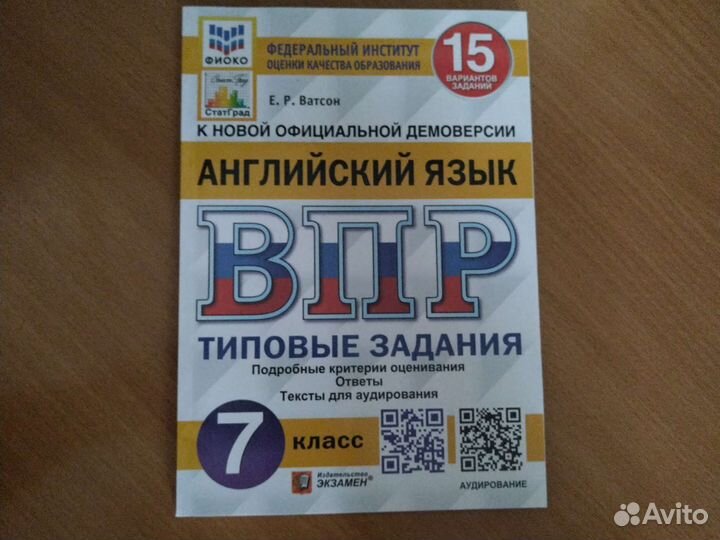 ФИОКО
ФЕДЕРАЛЬНЫЙ ИНСТИТУТ
ОЦЕНКИ КАЧЕСТВА ОБРАЗОВАНИЯ
15
ВАРИАНТОВ
ЗАДАНИЙ
СтатГрад
Е. Р. Ватсон
К НОВОЙ ОФИЦИАЛЬНОЙ ДЕМОВЕРСИИ
АНГЛИЙСКИЙ ЯЗЫК
ВПР
ТИПОВЫЕ ЗАДАНИЯ
Подробные критерии оценивания
Ответы
Тексты для аудирования
7 класс
Издательство
ЭКЗАМЕН®
АУДИРОВАНИЕ
Avito